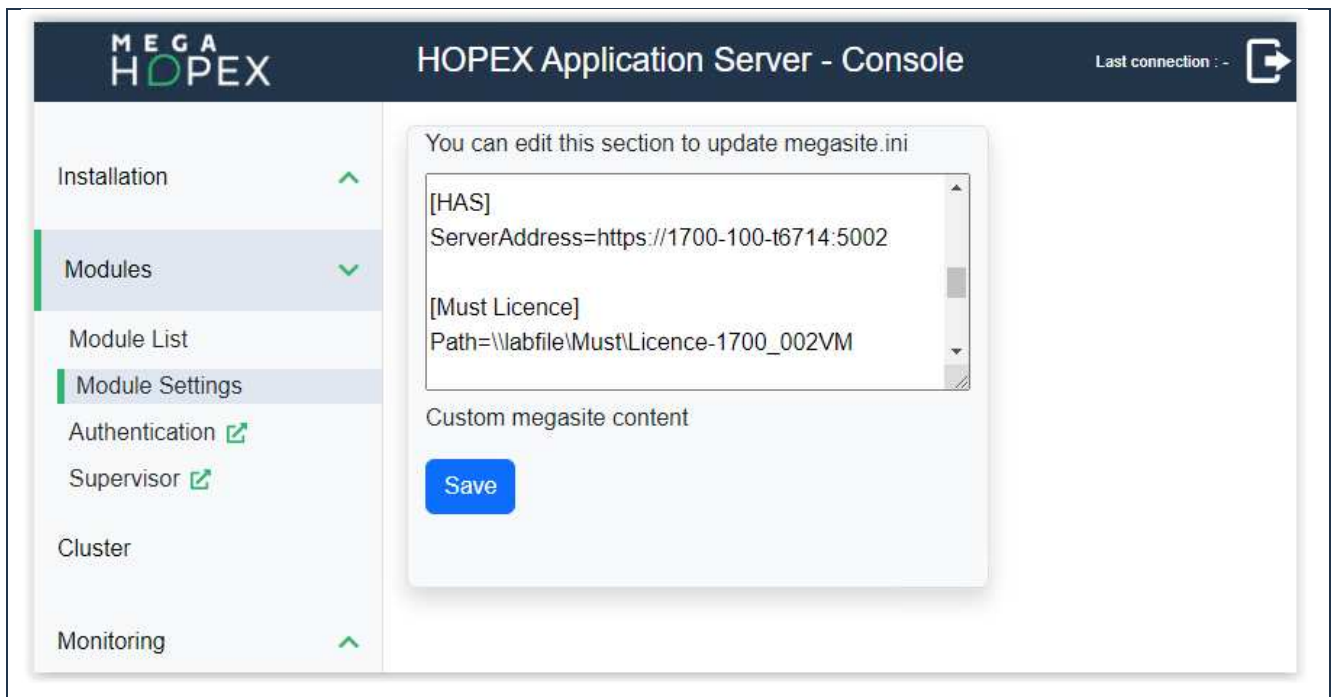 MEGA
HOPEX
HOPEX Application Server - Console
Last connection : -
Installation
Modules
Module List
Module Settings
Authentication
Supervisor
Cluster
Monitoring
You can edit this section to update megasite.ini
[HAS]
ServerAddress=https://1700-100-t6714:5002
[Must Licence]
Path=\\labfile\Must\Licence-1700_002VM
Custom megasite content
Save